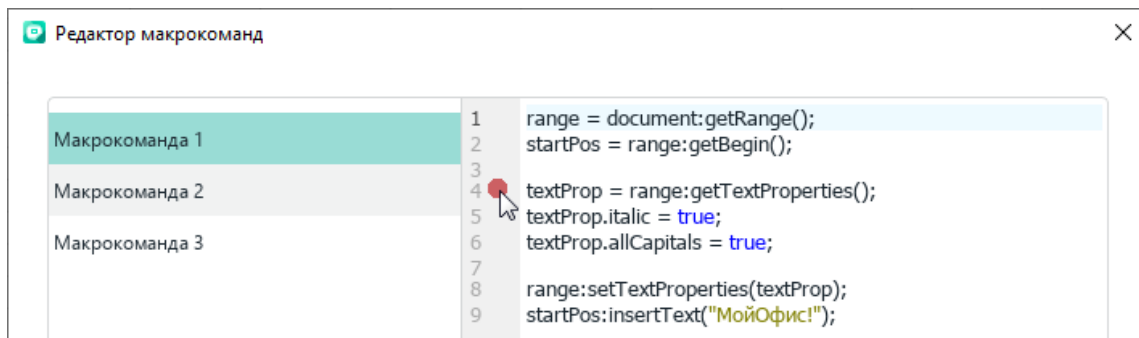 Редактор макрокоманд
Макрокоманда 1
Макрокоманда 2
Макрокоманда 3
1 range = document:getRange();
2 startPos = range:getBegin();
3
4 textProp = range:getTextProperties();
5 textProp.italic = true;
6 textProp.allCapitals = true;
7
8 range:setTextProperties(textProp);
9 startPos:insertText("МойОфис!");